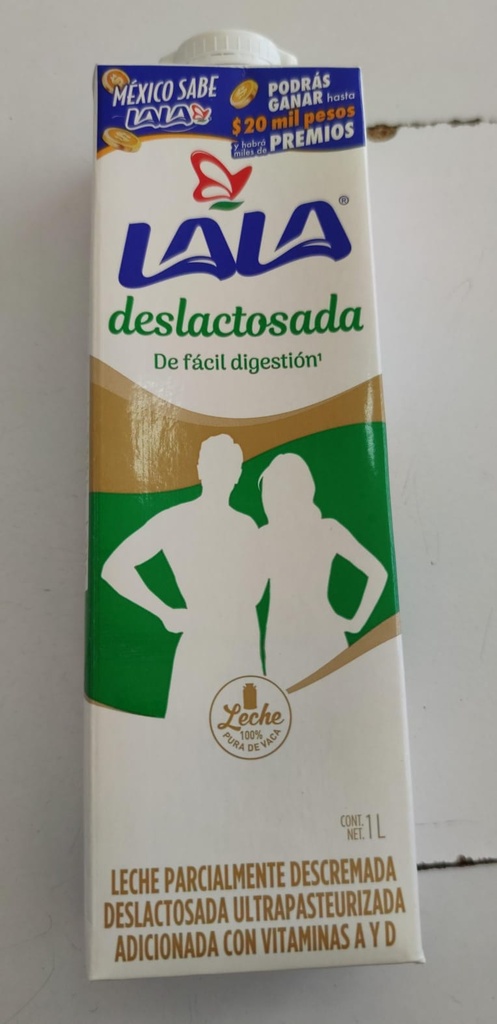 MÉXICO SABE
LALA
PODRÁS
GANAR hasta
$20 mil pesos
y habrá
miles de PREMIOS
LALA®
deslactosada
De fácil digestión¹
Leche
100%
PURA DE VACA
CONT.
NET. 1 L
LECHE PARCIALMENTE DESCREMADA
DESLACTOSADA ULTRAPASTEURIZADA
ADICIONADA CON VITAMINAS A Y D